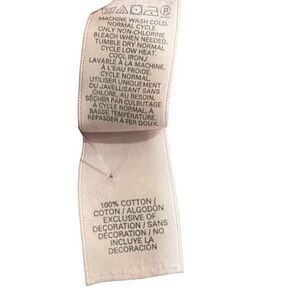 MACHINE WASH COLD,
NORMAL CYCLE.
ONLY NON-CHLORINE
BLEACH WHEN NEEDED.
TUMBLE DRY NORMAL
CYCLE LOW HEAT.
COOL IRON/
LAVABLE À LA MACHINE,
À L'EAU FROIDE.
CYCLE NORMAL.
UTILISER UNIQUEMENT
DU JAVELLISANT SANS
CHLORE, AU BESOIN.
SÉCHER PAR CULBUTAGE
À CYCLE NORMAL, À
BASSE TEMPÉRATURE.
REPASSER À FER DOUX.
100% COTTON /
COTON / ALGODÓN
EXCLUSIVE OF
DECORATION / SANS
DÉCORATION / NO
INCLUYE LA
DECORACIÓN